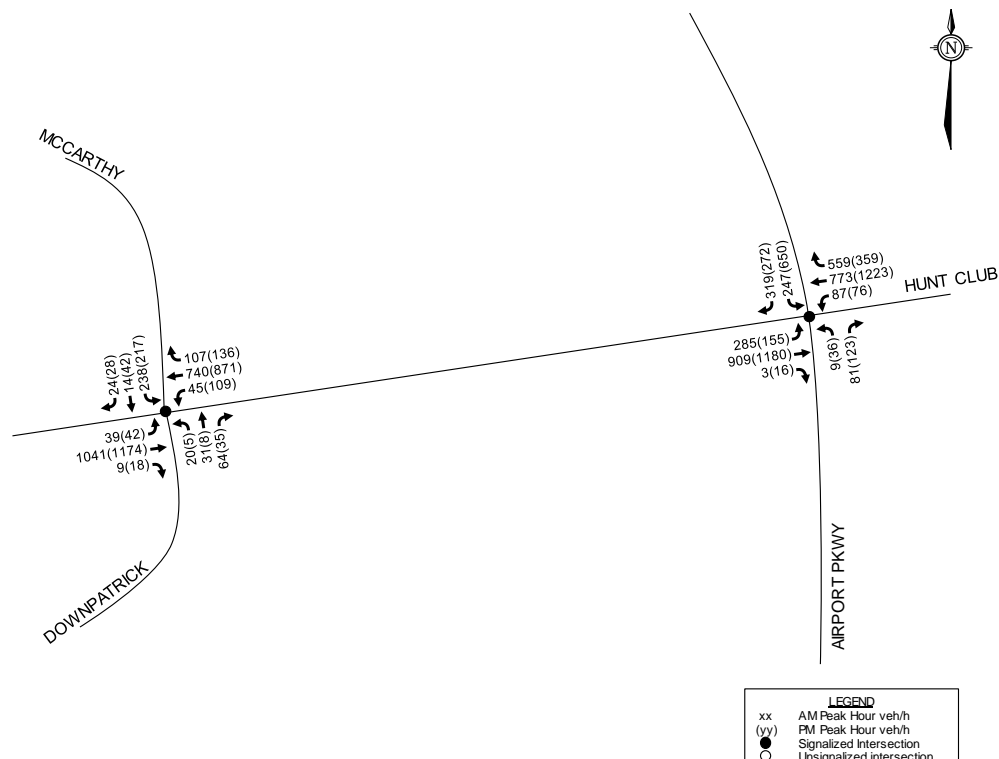 N
MCCARTHY
HUNT CLUB
319(272)
247(650)
559(359)
773(1223)
87(76)
285(155)
909(1180)
3(16)
9(36)
81(123)
24(28)
14(42)
238(217)
107(136)
740(871)
45(109)
39(42)
1041(1174)
9(18)
20(5)
31(8)
64(35)
DOWNPATRICK
AIRPORT PKWY
LEGEND
xx AM Peak Hour veh/h
(yy) PM Peak Hour veh/h
Signalized Intersection
Unsignalized intersection